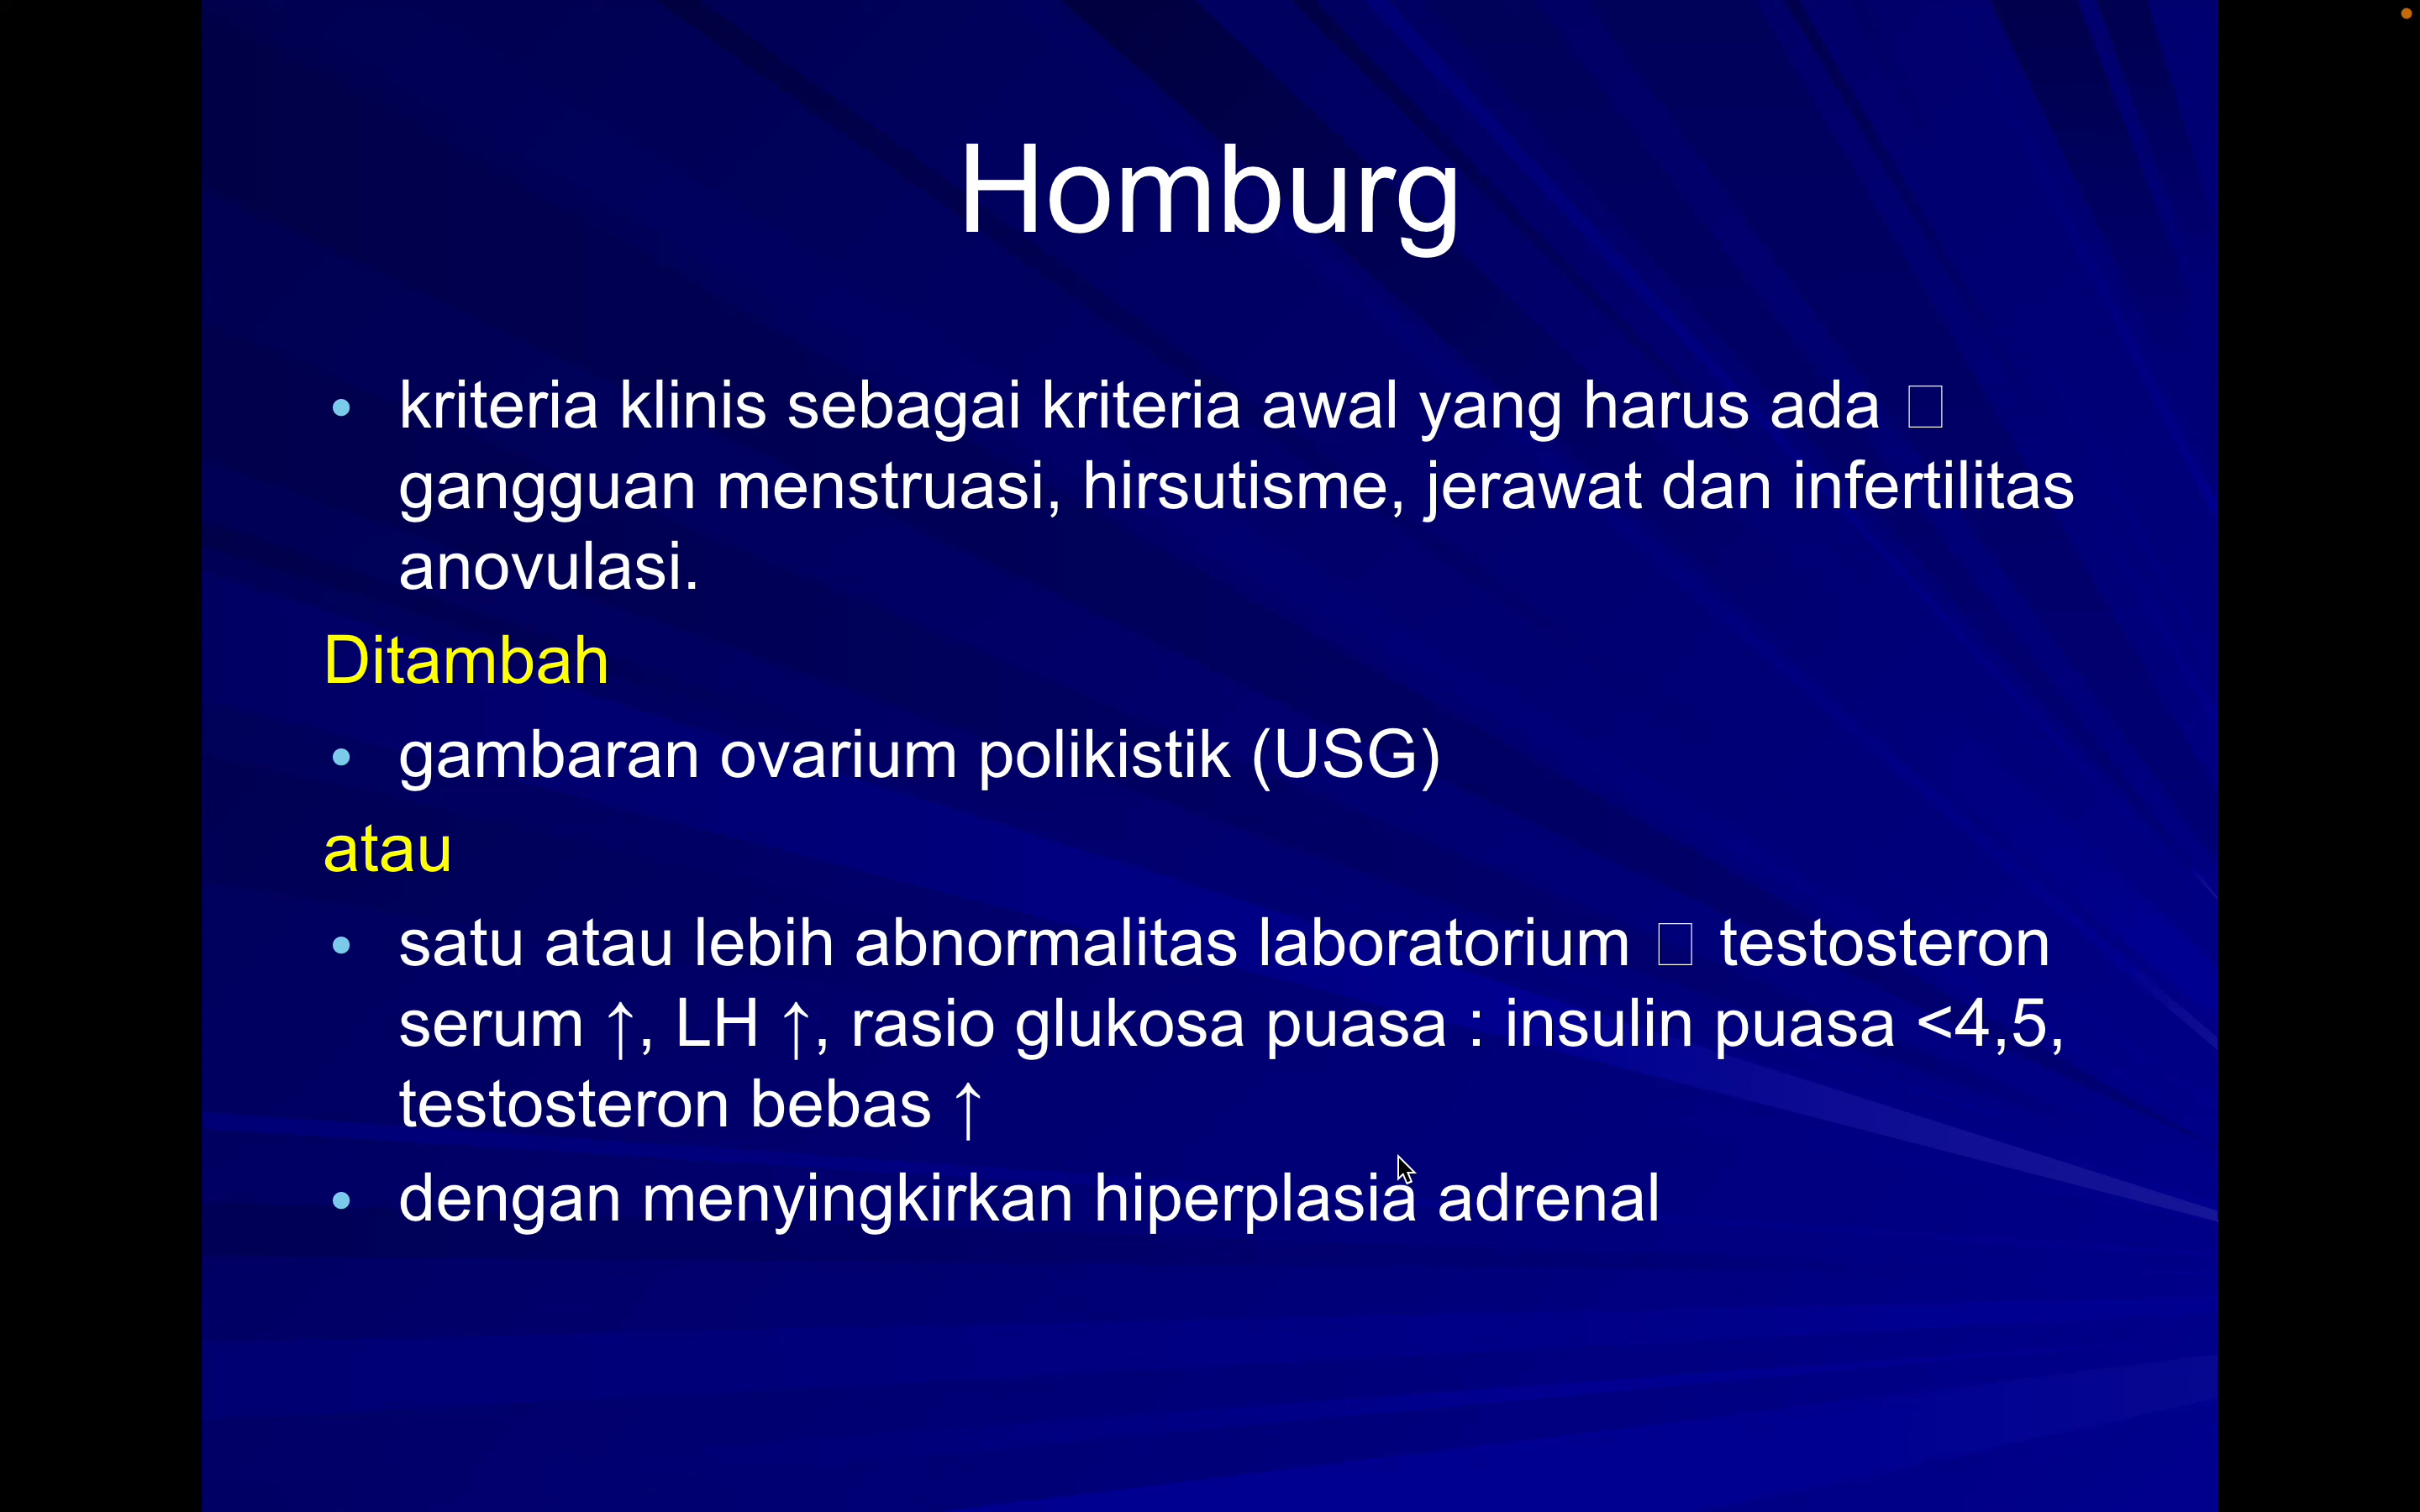 Homburg
• kriteria klinis sebagai kriteria awal yang harus ada □
gangguan menstruasi, hirsutisme, jerawat dan infertilitas
anovulasi.
Ditambah
• gambaran ovarium polikistik (USG)
atau
• satu atau lebih abnormalitas laboratorium □ testosteron
serum ↑, LH ↑, rasio glukosa puasa : insulin puasa <4,5,
testosteron bebas ↑
• dengan menyingkirkan hiperplasia adrenal